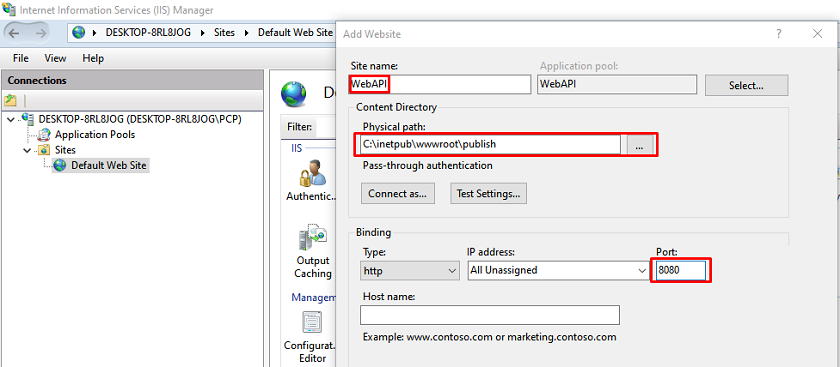 Internet Information Services (IIS) Manager
DESKTOP-8RL8JOG Sites Default Web Site
File View Help
Connections
DESKTOP-8RL8JOG (DESKTOP-8RL8JOG\PCP)
Application Pools
Sites
Default Web Site
Filter:
IIS
Authentic...
Output
Caching
Configurat...
Editor
Add Website
? X
Site name:
Application pool:
WebAPI
WebAPI
Select...
Content Directory
Physical path:
C:\inetpub\wwwroot\publish
...
Pass-through authentication
Connect as...
Test Settings...
Binding
Type:
IP address:
Port:
http
All Unassigned
8080
Host name:
Example: www.contoso.com or marketing.contoso.com